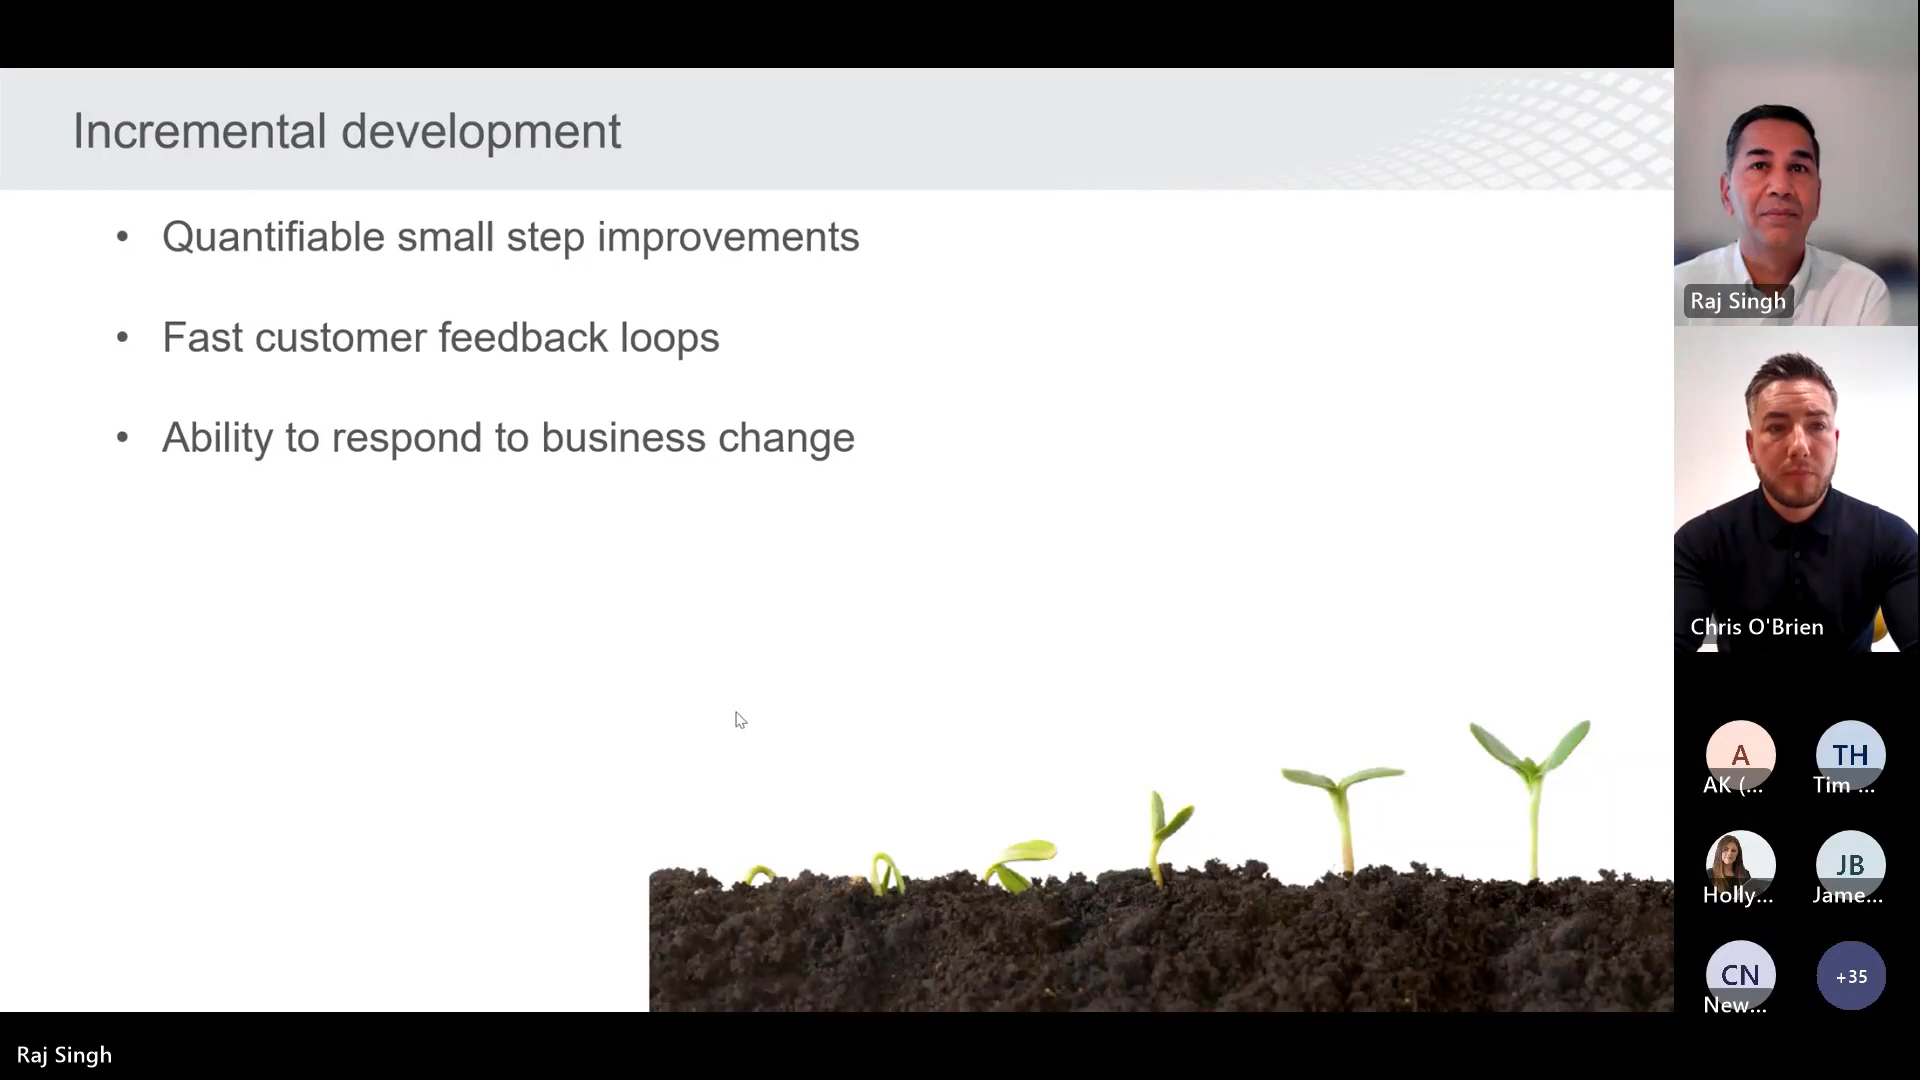 Incremental development
• Quantifiable small step improvements
• Fast customer feedback loops
• Ability to respond to business change
Raj Singh
Chris O'Brien
A
AK (...
TH
Tim ...
Holly...
JB
Jame...
CN
New...
+35
Raj Singh